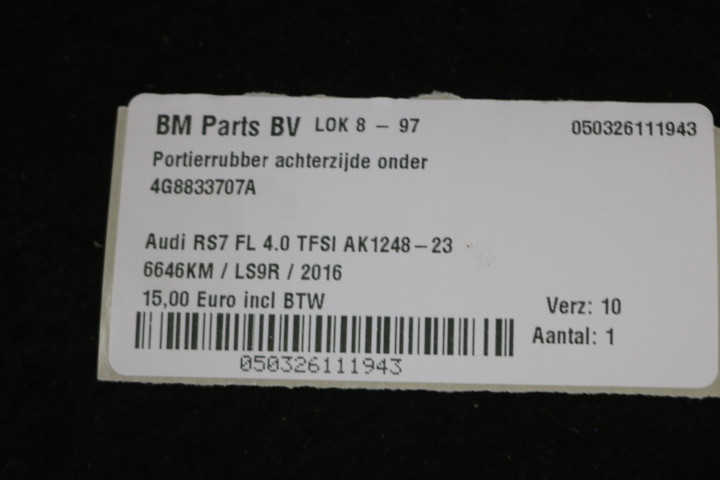 BM Parts BV LOK 8 - 97 050326111943
Portierrubber achterzijde onder
4G8833707A
Audi RS7 FL 4.0 TFSI AK1248-23
6646KM / LS9R / 2016
15,00 Euro incl BTW
Verz: 10
Aantal: 1
050326111943